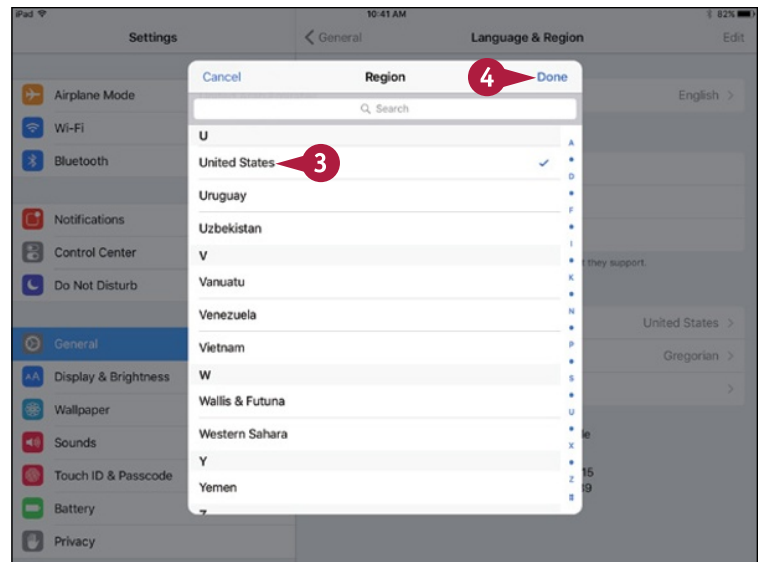 iPad 10:41 AM 82%
Settings
General Language & Region Edit
Cancel Region 4 Done
Search
Airplane Mode
English >
Wi-Fi
Bluetooth
Notifications
Control Center
Do Not Disturb
General
Display & Brightness
Wallpaper
Sounds
Touch ID & Passcode
Battery
Privacy
U
United States 3
Uruguay
Uzbekistan
V
Vanuatu
Venezuela
Vietnam
W
Wallis & Futuna
Western Sahara
Y
Yemen
Z
A
D
F
I
K
N
P
S
U
X
Z
#
they support.
United States >
Gregorian >
>